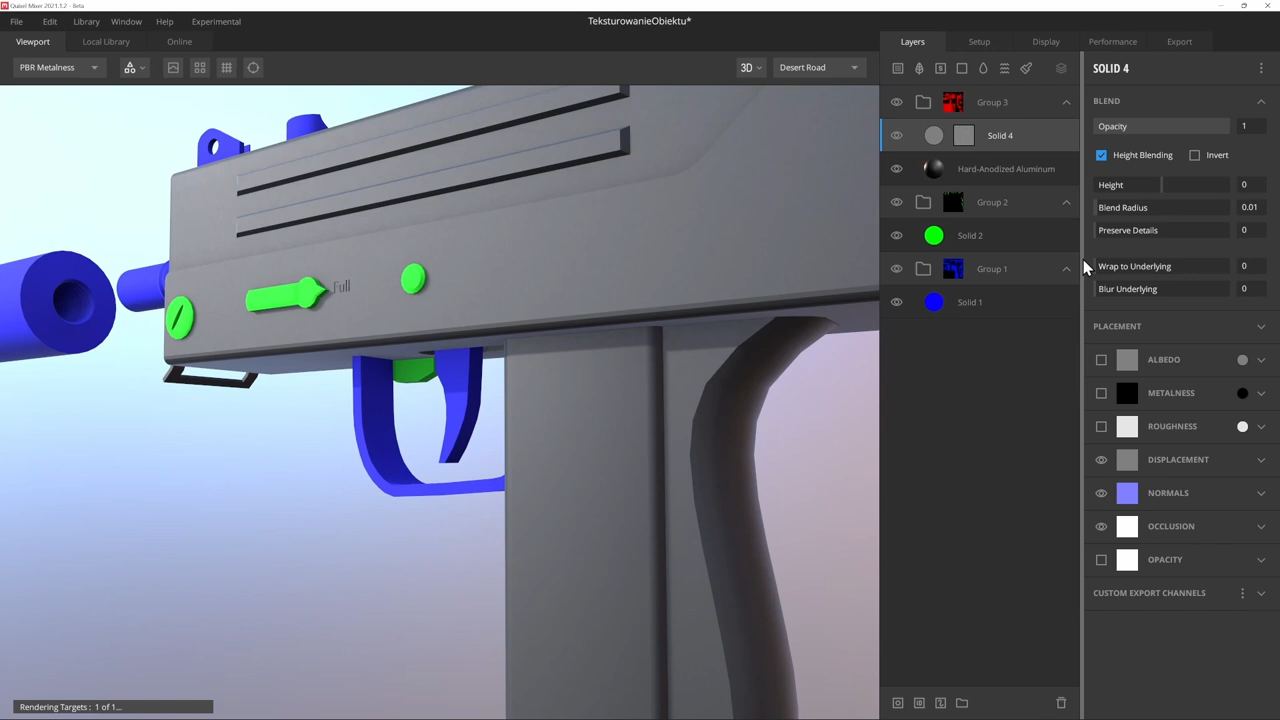 Quixel Mixer 2021.1.2 - Beta
File Edit Library Window Help Experimental
TeksturowanieObiektu*
Viewport Local Library Online
Layers Setup Display Performance Export
PBR Metalness
3D
Desert Road
SOLID 4
Group 3
Solid 4
Hard-Anodized Aluminum
Group 2
Solid 2
Group 1
Solid 1
BLEND
Opacity 1
Height Blending Invert
Height 0
Blend Radius 0.01
Preserve Details 0
Wrap to Underlying 0
Blur Underlying 0
PLACEMENT
ALBEDO
METALNESS
ROUGHNESS
DISPLACEMENT
NORMALS
OCCLUSION
OPACITY
CUSTOM EXPORT CHANNELS
Full
Rendering Targets : 1 of 1...